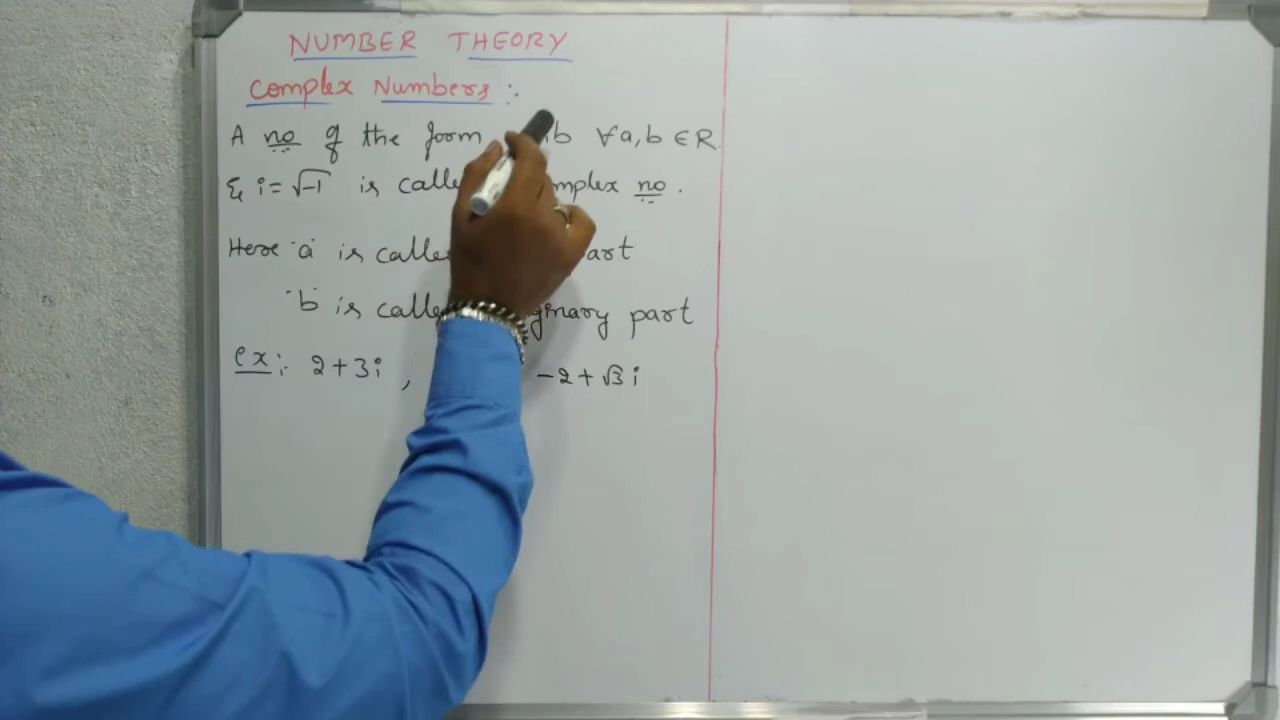 NUMBER THEORY
Complex Numbers :-
A no of the form ib ∀a,b ∈ R
& i = √-1 is calle mplex no .
Here 'a' is calle art
'b' is calle ginary part
ex:- 2+3i , -2+√3 i